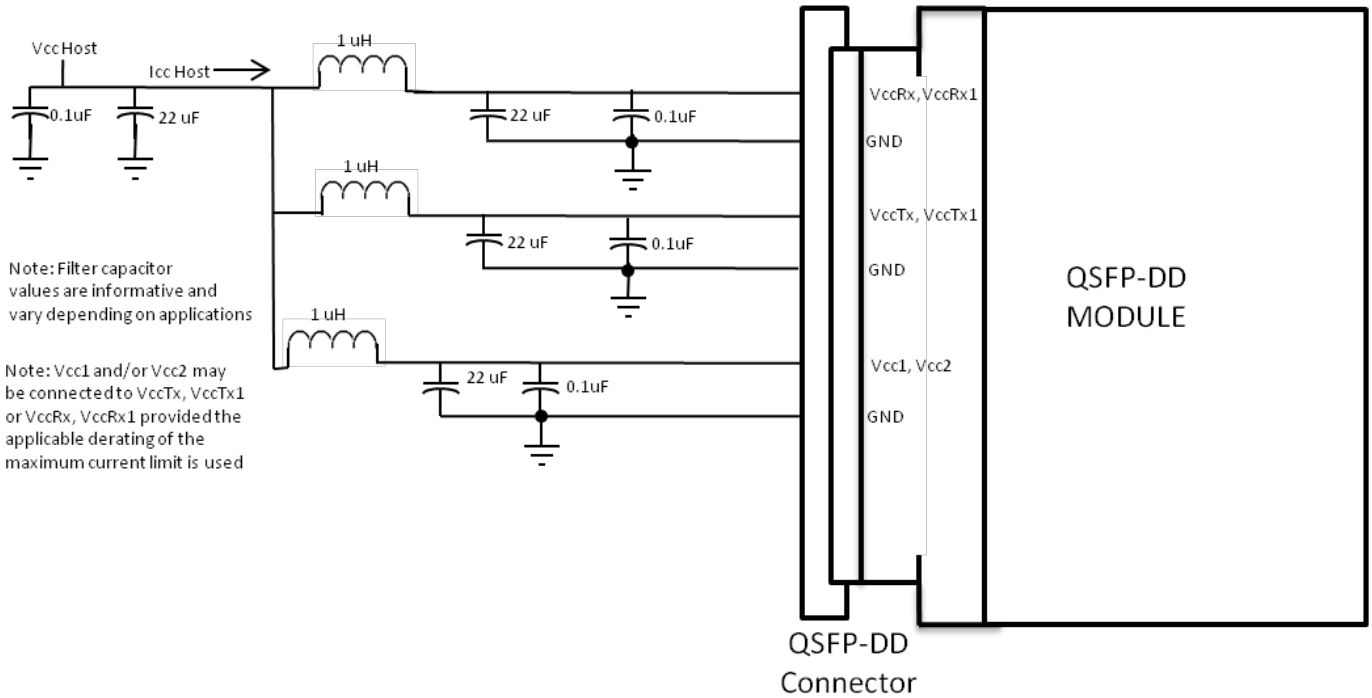 1 uH
Vcc Host
Icc Host
0.1uF
22 uF
22 uF
0.1uF
VccRx, VccRx1
GND
1 uH
VccTx, VccTx1
22 uF
0.1uF
GND
Note: Filter capacitor
values are informative and
vary depending on applications
QSFP-DD
MODULE
1 uH
Note: Vcc1 and/or Vcc2 may
be connected to VccTx, VccTx1
or VccRx, VccRx1 provided the
applicable derating of the
maximum current limit is used
22 uF
0.1uF
Vcc1, Vcc2
GND
QSFP-DD
Connector